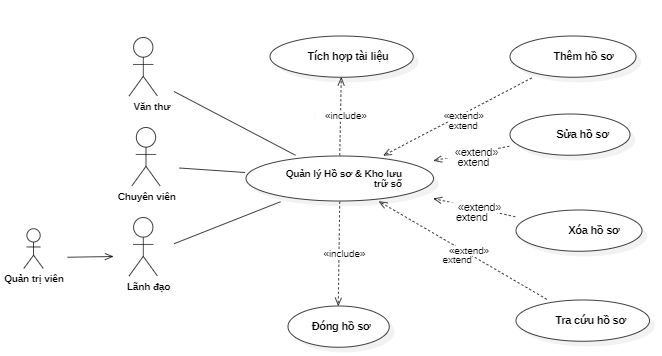 Tích hợp tài liệu
Thêm hồ sơ
Văn thư
«include»
«extend»
extend
Sửa hồ sơ
«extend»
extend
Chuyên viên
Quản lý Hồ sơ & Kho lưu
trữ số
«extend»
extend
Xóa hồ sơ
Quản trị viên
Lãnh đạo
«include»
«extend»
extend
Đóng hồ sơ
Tra cứu hồ sơ